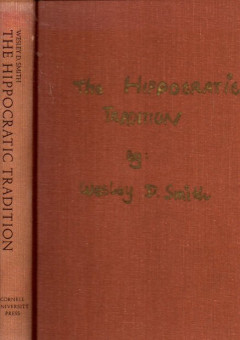 WESLEY D. SMITH
THE HIPPOCRATIC TRADITION
CORNELL
UNIVERSITY
PRESS
The HIPPOCRATIC
TRADITION
by:
Wesley D. Smith